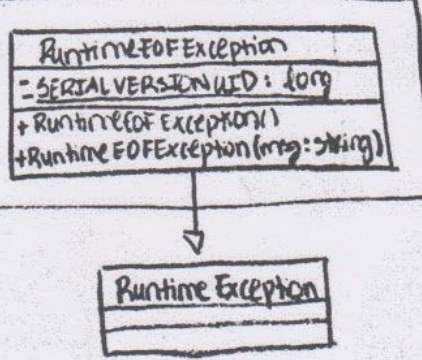 RuntimeEOFException
- SERIALVERSIONUID: long
+ RuntimeEOFException()
+RuntimeEOFException(msg:string)
Runtime Exception